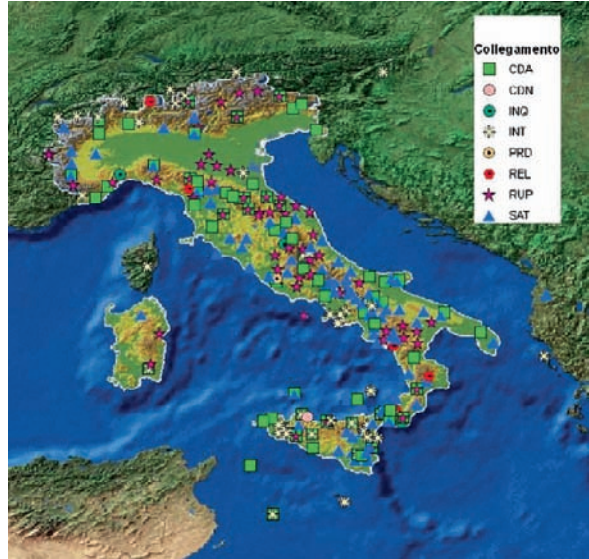 Collegamento
CDA
CDN
INQ
INT
PRD
REL
RUP
SAT